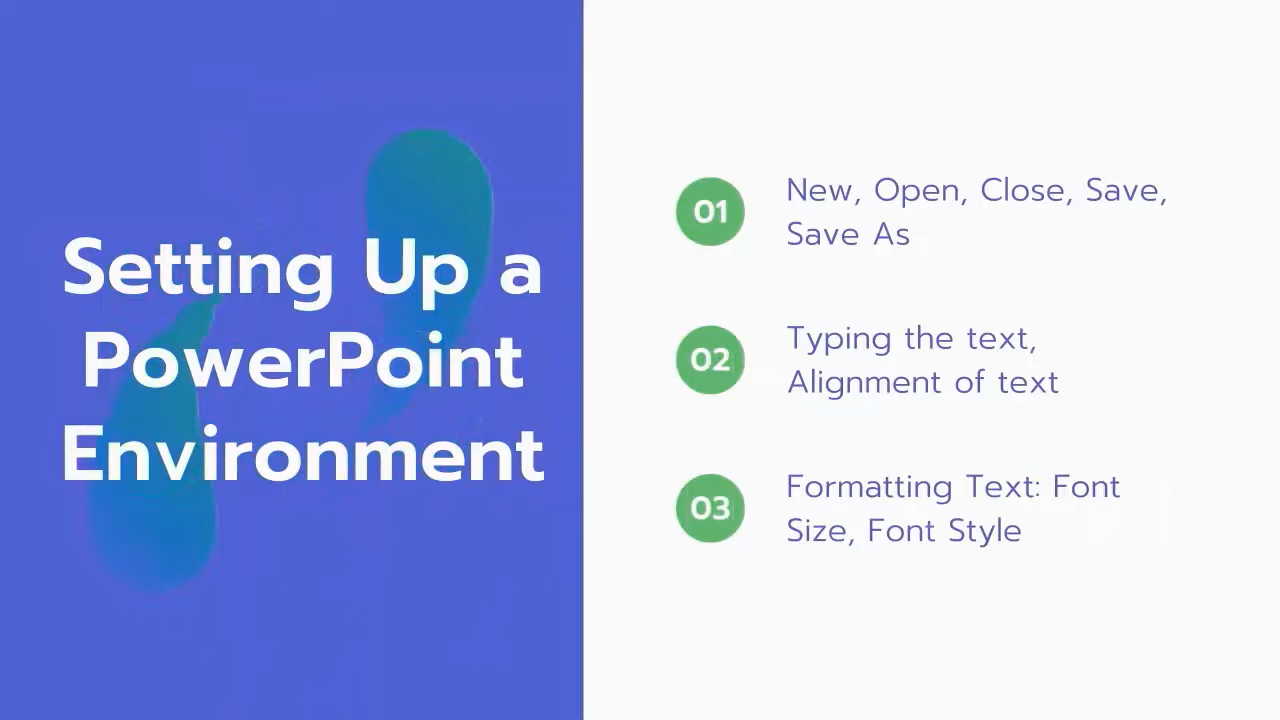 Setting Up a
PowerPoint
Environment
01
New, Open, Close, Save,
Save As
02
Typing the text,
Alignment of text
03
Formatting Text: Font
Size, Font Style